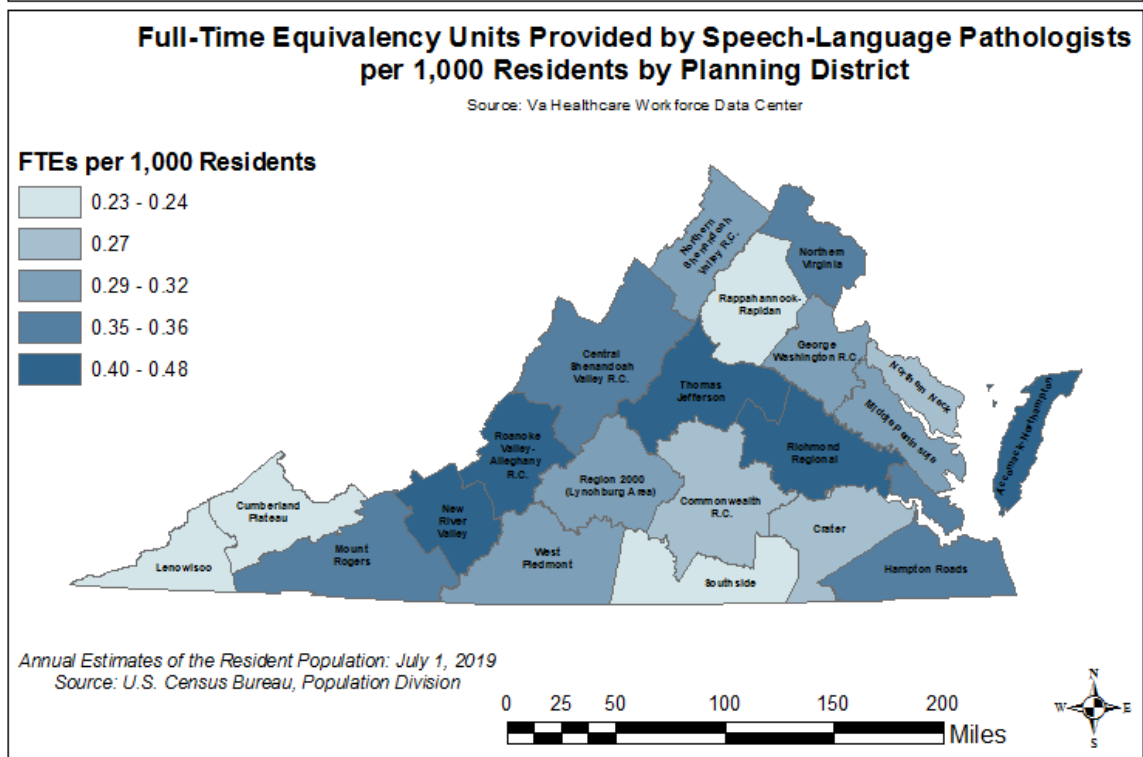 Full-Time Equivalency Units Provided by Speech-Language Pathologists
per 1,000 Residents by Planning District
Source: Va Healthcare Workforce Data Center
FTEs per 1,000 Residents
0.23 - 0.24
0.27
0.29 - 0.32
0.35 - 0.36
0.40 - 0.48
Northern
Shenandoah
Valley R.C.
Northern
Virginia
Rappahannock-
Rapidan
Central
Shenandoah
Valley R.C.
George
Washington R.C.
Northern Neck
Thomas
Jefferson
Middle Peninsula
Accomack-Northampton
Roanoke
Valley-
Alleghany
R.C.
Richmond
Regional
Region 2000
(Lynchburg Area)
Commonwealth
R.C.
Cumberland
Plateau
New
River
Valley
Crater
Mount
Rogers
West
Piedmont
Lenowisco
Southside
Hampton Roads
Annual Estimates of the Resident Population: July 1, 2019
Source: U.S. Census Bureau, Population Division
0 25 50 100 150 200
Miles
N
W E
S